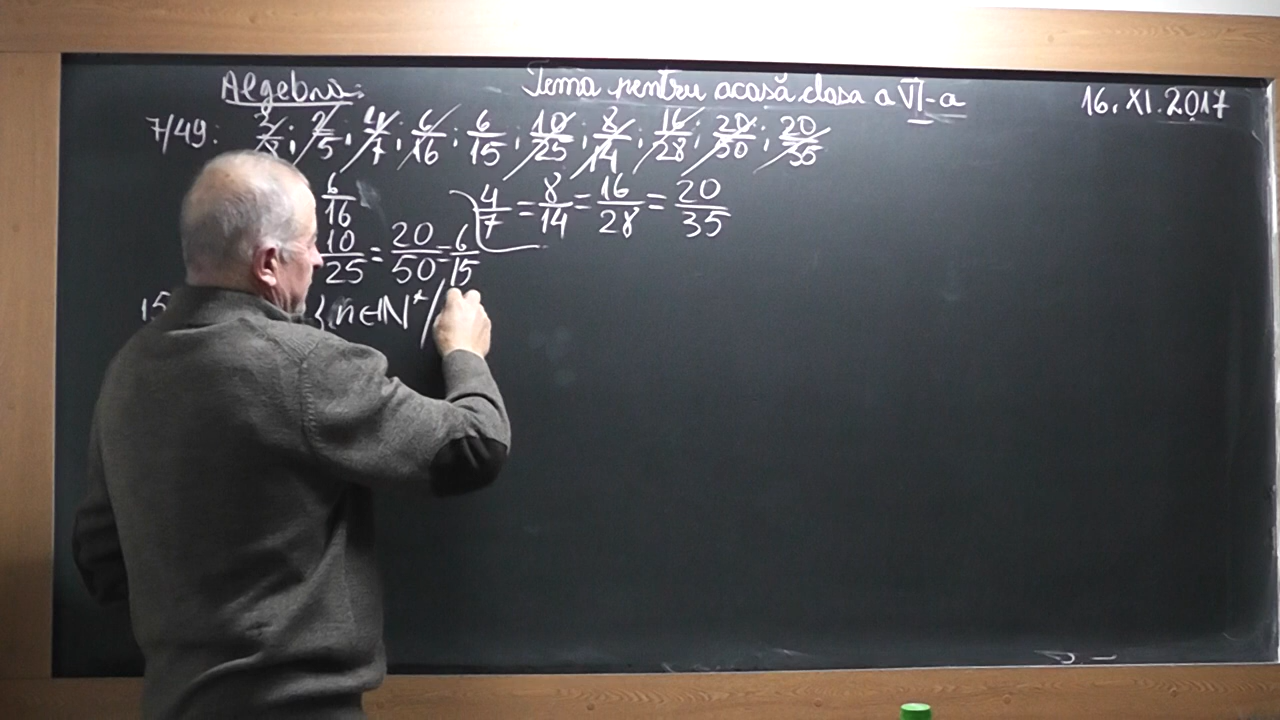 Algebra: Tema pentru acasă clasa a VI-a 16.XI.2017
7/49: ; 2/5 ; 4/7 ; 6/16 ; 6/15 ; 10/25 ; 8/14 ; 16/28 ; 20/50 ; 20/35
6/16 4/7 = 8/14 = 16/28 = 20/35
10/25 = 20/50 = 6/15
15 { n∈ℕ* /